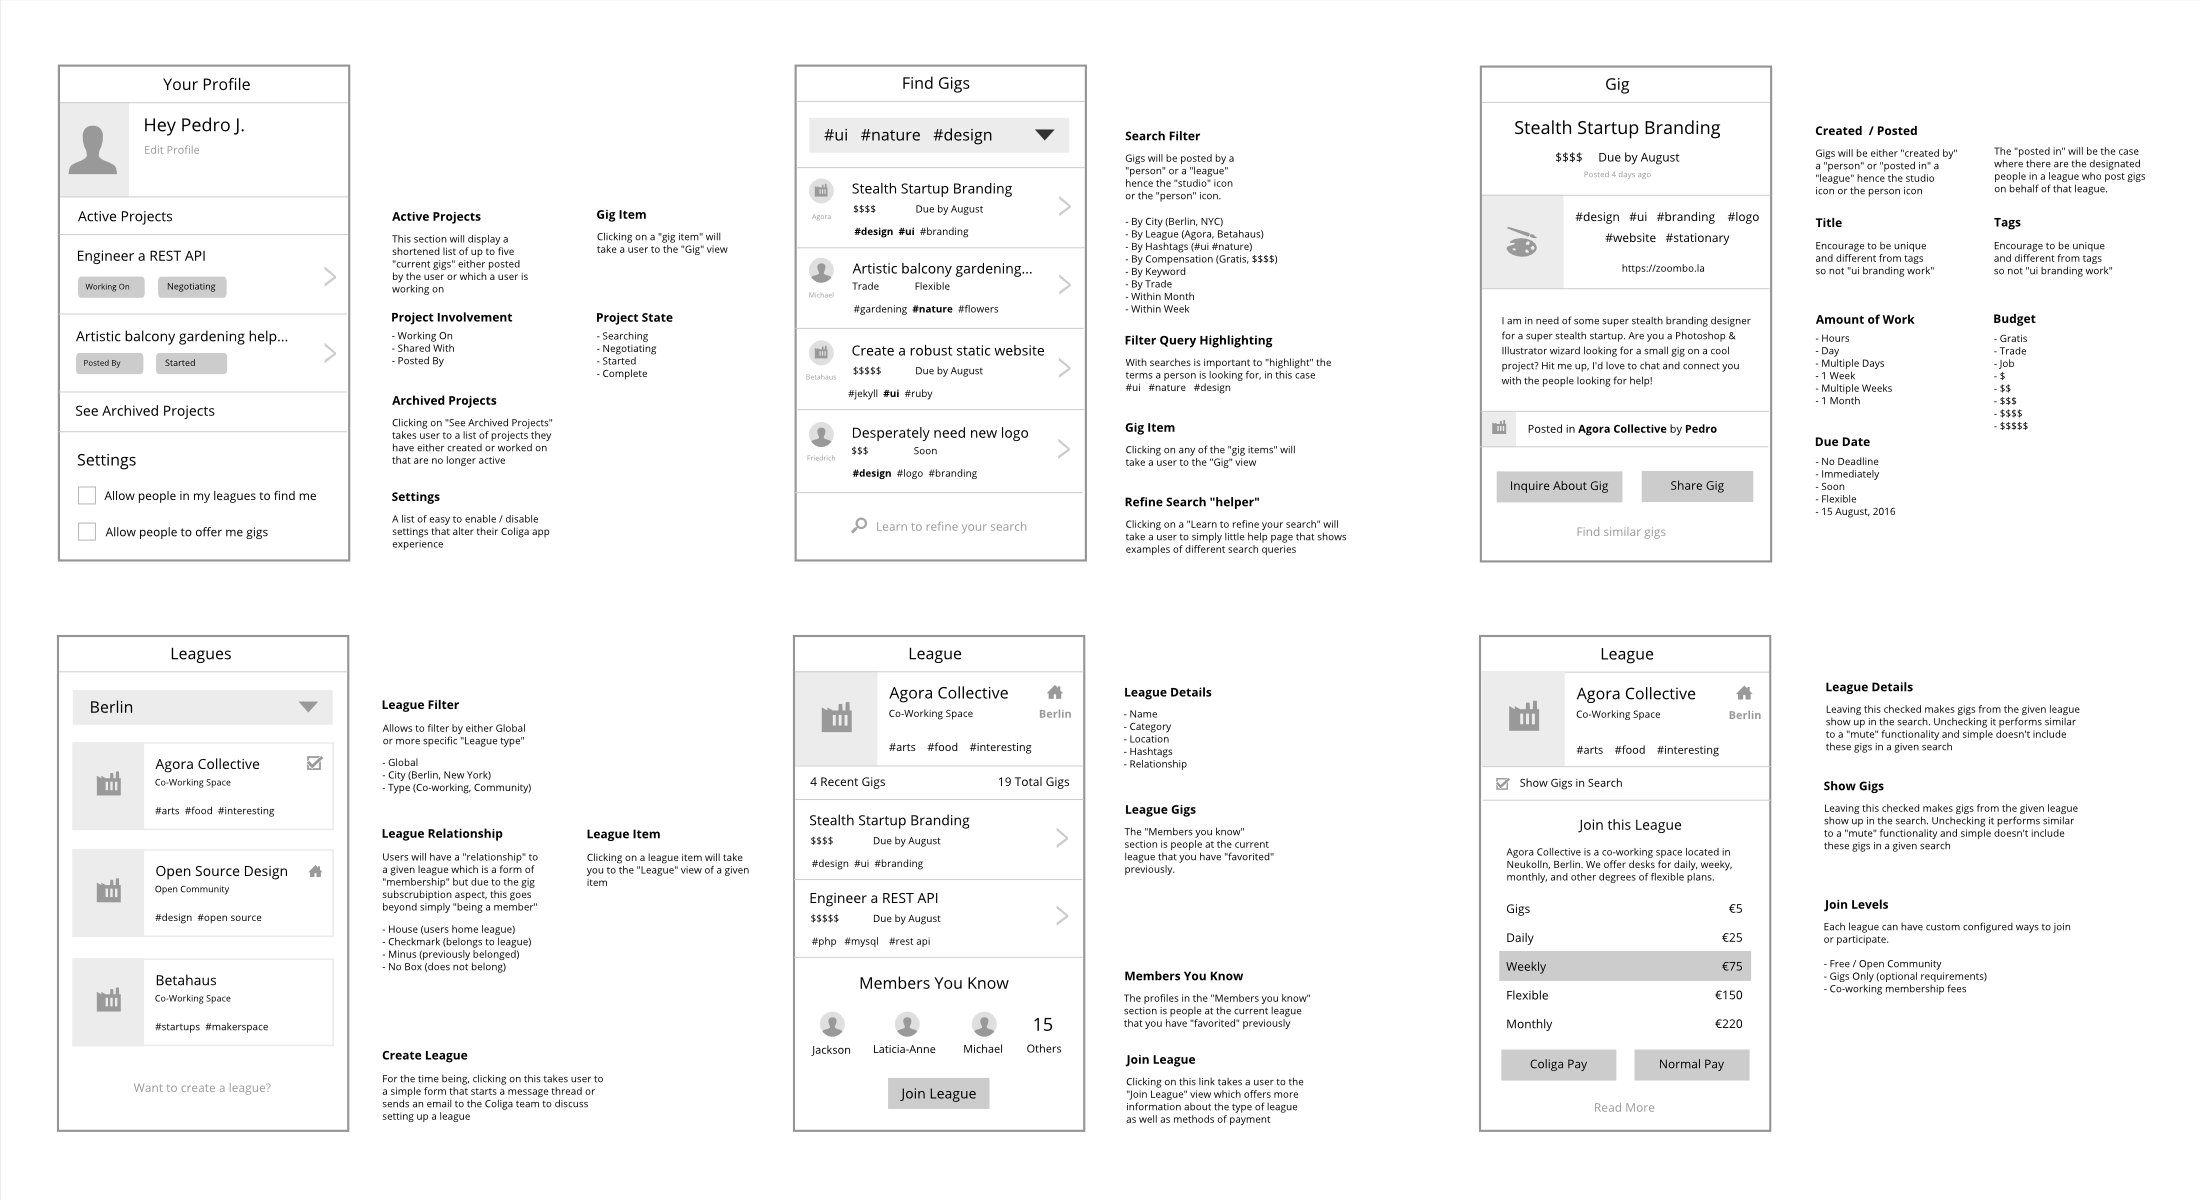 Your Profile
Hey Pedro J.
Edit Profile
Active Projects
Engineer a REST API
Working On Negotiating
Artistic balcony gardening help...
Posted By Started
See Archived Projects
Settings
Allow people in my leagues to find me
Allow people to offer me gigs
Active Projects
This section will display a
shortened list of up to five
"current gigs" either posted
by the user or which a user is
working on
Gig Item
Clicking on a "gig item" will
take a user to the "Gig" view
Project Involvement
- Working On
- Shared With
- Posted By
Project State
- Searching
- Negotiating
- Started
- Complete
Archived Projects
Clicking on "See Archived Projects"
takes user to a list of projects they
have either created or worked on
that are no longer active
Settings
A list of easy to enable / disable
settings that alter their Coliga app
experience
Find Gigs
#ui #nature #design
Stealth Startup Branding
$$$$ Due by August
Agora
#design #ui #branding
Artistic balcony gardening...
Trade Flexible
Michael
#gardening #nature #flowers
Create a robust static website
$$$$$ Due by August
Betahaus
#jekyll #ui #ruby
Desperately need new logo
$$$ Soon
Friedrich
#design #logo #branding
Learn to refine your search
Search Filter
Gigs will be posted by a
"person" or a "league"
hence the "studio" icon
or the "person" icon.
- By City (Berlin, NYC)
- By League (Agora, Betahaus)
- By Hashtags (#ui #nature)
- By Compensation (Gratis, $$$$)
- By Keyword
- By Trade
- Within Month
- Within Week
Filter Query Highlighting
With searches is important to "highlight" the
terms a person is looking for, in this case
#ui #nature #design
Gig Item
Clicking on any of the "gig items" will
take a user to the "Gig" view
Refine Search "helper"
Clicking on a "Learn to refine your search" will
take a user to simply little help page that shows
examples of different search queries
Gig
Stealth Startup Branding
$$$$ Due by August
Posted 4 days ago
#design #ui #branding #logo
#website #stationary
https://zoombo.la
I am in need of some super stealth branding designer
for a super stealth startup. Are you a Photoshop &
Illustrator wizard looking for a small gig on a cool
project? Hit me up, I'd love to chat and connect you
with the people looking for help!
Posted in Agora Collective by Pedro
Inquire About Gig Share Gig
Find similar gigs
Created / Posted
Gigs will be either "created by"
a "person" or "posted in" a
"league" hence the studio
icon or the person icon
The "posted in" will be the case
where there are the designated
people in a league who post gigs
on behalf of that league.
Title
Encourage to be unique
and different from tags
so not "ui branding work"
Tags
Encourage to be unique
and different from tags
so not "ui branding work"
Amount of Work
- Hours
- Day
- Multiple Days
- 1 Week
- Multiple Weeks
- 1 Month
Budget
- Gratis
- Trade
- Job
- $
- $$
- $$$
- $$$$
- $$$$$
Due Date
- No Deadline
- Immediately
- Soon
- Flexible
- 15 August, 2016
Leagues
Berlin
Agora Collective
Co-Working Space
#arts #food #interesting
Open Source Design
Open Community
#design #open source
Betahaus
Co-Working Space
#startups #makerspace
Want to create a league?
League Filter
Allows to filter by either Global
or more specific "League type"
- Global
- City (Berlin, New York)
- Type (Co-working, Community)
League Relationship
Users will have a "relationship" to
a given league which is a form of
"membership" but due to the gig
subscrubiption aspect, this goes
beyond simply "being a member"
- House (users home league)
- Checkmark (belongs to league)
- Minus (previously belonged)
- No Box (does not belong)
League Item
Clicking on a league item will take
you to the "League" view of a given
item
Create League
For the time being, clicking on this takes user to
a simple form that starts a message thread or
sends an email to the Coliga team to discuss
setting up a league
League
Agora Collective
Co-Working Space
Berlin
#arts #food #interesting
4 Recent Gigs 19 Total Gigs
Stealth Startup Branding
$$$$ Due by August
#design #ui #branding
Engineer a REST API
$$$$$ Due by August
#php #mysql #rest api
Members You Know
15
Jackson Laticia-Anne Michael Others
Join League
League Details
- Name
- Category
- Location
- Hashtags
- Relationship
League Gigs
The "Members you know"
section is people at the current
league that you have "favorited"
previously.
Members You Know
The profiles in the "Members you know"
section is people at the current league
that you have "favorited" previously
Join League
Clicking on this link takes a user to the
"Join League" view which offers more
information about the type of league
as well as methods of payment
League
Agora Collective
Co-Working Space
Berlin
#arts #food #interesting
Show Gigs in Search
Join this League
Agora Collective is a co-working space located in
Neukolln, Berlin. We offer desks for daily, weekly,
monthly, and other degrees of flexible plans.
Gigs €5
Daily €25
Weekly €75
Flexible €150
Monthly €220
Coliga Pay Normal Pay
Read More
League Details
Leaving this checked makes gigs from the given league
show up in the search. Unchecking it performs similar
to a "mute" functionality and simple doesn't include
these gigs in a given search
Show Gigs
Leaving this checked makes gigs from the given league
show up in the search. Unchecking it performs similar
to a "mute" functionality and simple doesn't include
these gigs in a given search
Join Levels
Each league can have custom configured ways to join
or participate.
- Free / Open Community
- Gigs Only (optional requirements)
- Co-working membership fees